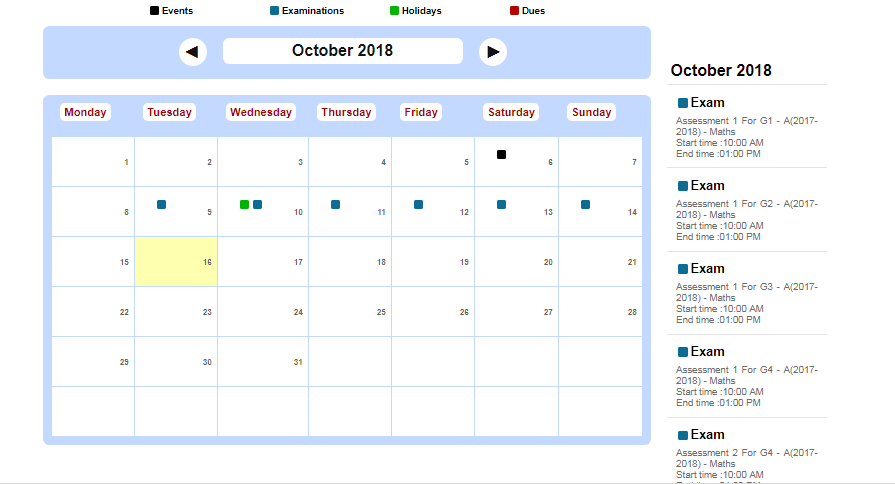 Events Examinations Holidays Dues
◀ October 2018 ▶
Monday Tuesday Wednesday Thursday Friday Saturday Sunday
1 2 3 4 5 6 7
8 9 10 11 12 13 14
15 16 17 18 19 20 21
22 23 24 25 26 27 28
29 30 31
October 2018
Exam
Assessment 1 For G1 - A(2017-
2018) - Maths
Start time :10:00 AM
End time :01:00 PM
Exam
Assessment 1 For G2 - A(2017-
2018) - Maths
Start time :10:00 AM
End time :01:00 PM
Exam
Assessment 1 For G3 - A(2017-
2018) - Maths
Start time :10:00 AM
End time :01:00 PM
Exam
Assessment 1 For G4 - A(2017-
2018) - Maths
Start time :10:00 AM
End time :01:00 PM
Exam
Assessment 2 For G4 - A(2017-
2018) - Maths
Start time :10:00 AM